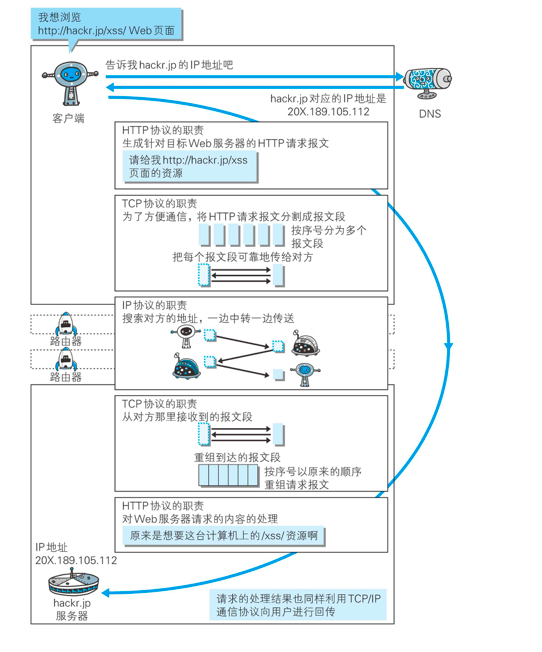 我想浏览
http://hackr.jp/xss/ Web 页面
告诉我hackr.jp 的 IP 地址吧
hackr.jp 对应的 IP 地址是
20X.189.105.112
客户端
DNS
HTTP 协议的职责
生成针对目标 Web 服务器的 HTTP 请求报文
请给我 http://hackr.jp/xss
页面的资源
TCP 协议的职责
为了方便通信，将 HTTP 请求报文分割成报文段
按序号分为多个
报文段
把每个报文段可靠地传给对方
IP 协议的职责
搜索对方的地址，一边中转一边传送
路由器
路由器
TCP 协议的职责
从对方那里接收到的报文段
重组到达的报文段
按序号以原来的顺序
重组请求报文
HTTP 协议的职责
对 Web 服务器请求的内容的处理
原来是想要这台计算机上的 /xss/ 资源啊
IP 地址
20X.189.105.112
hackr.jp
服务器
请求的处理结果也同样利用 TCP/IP
通信协议向用户进行回传